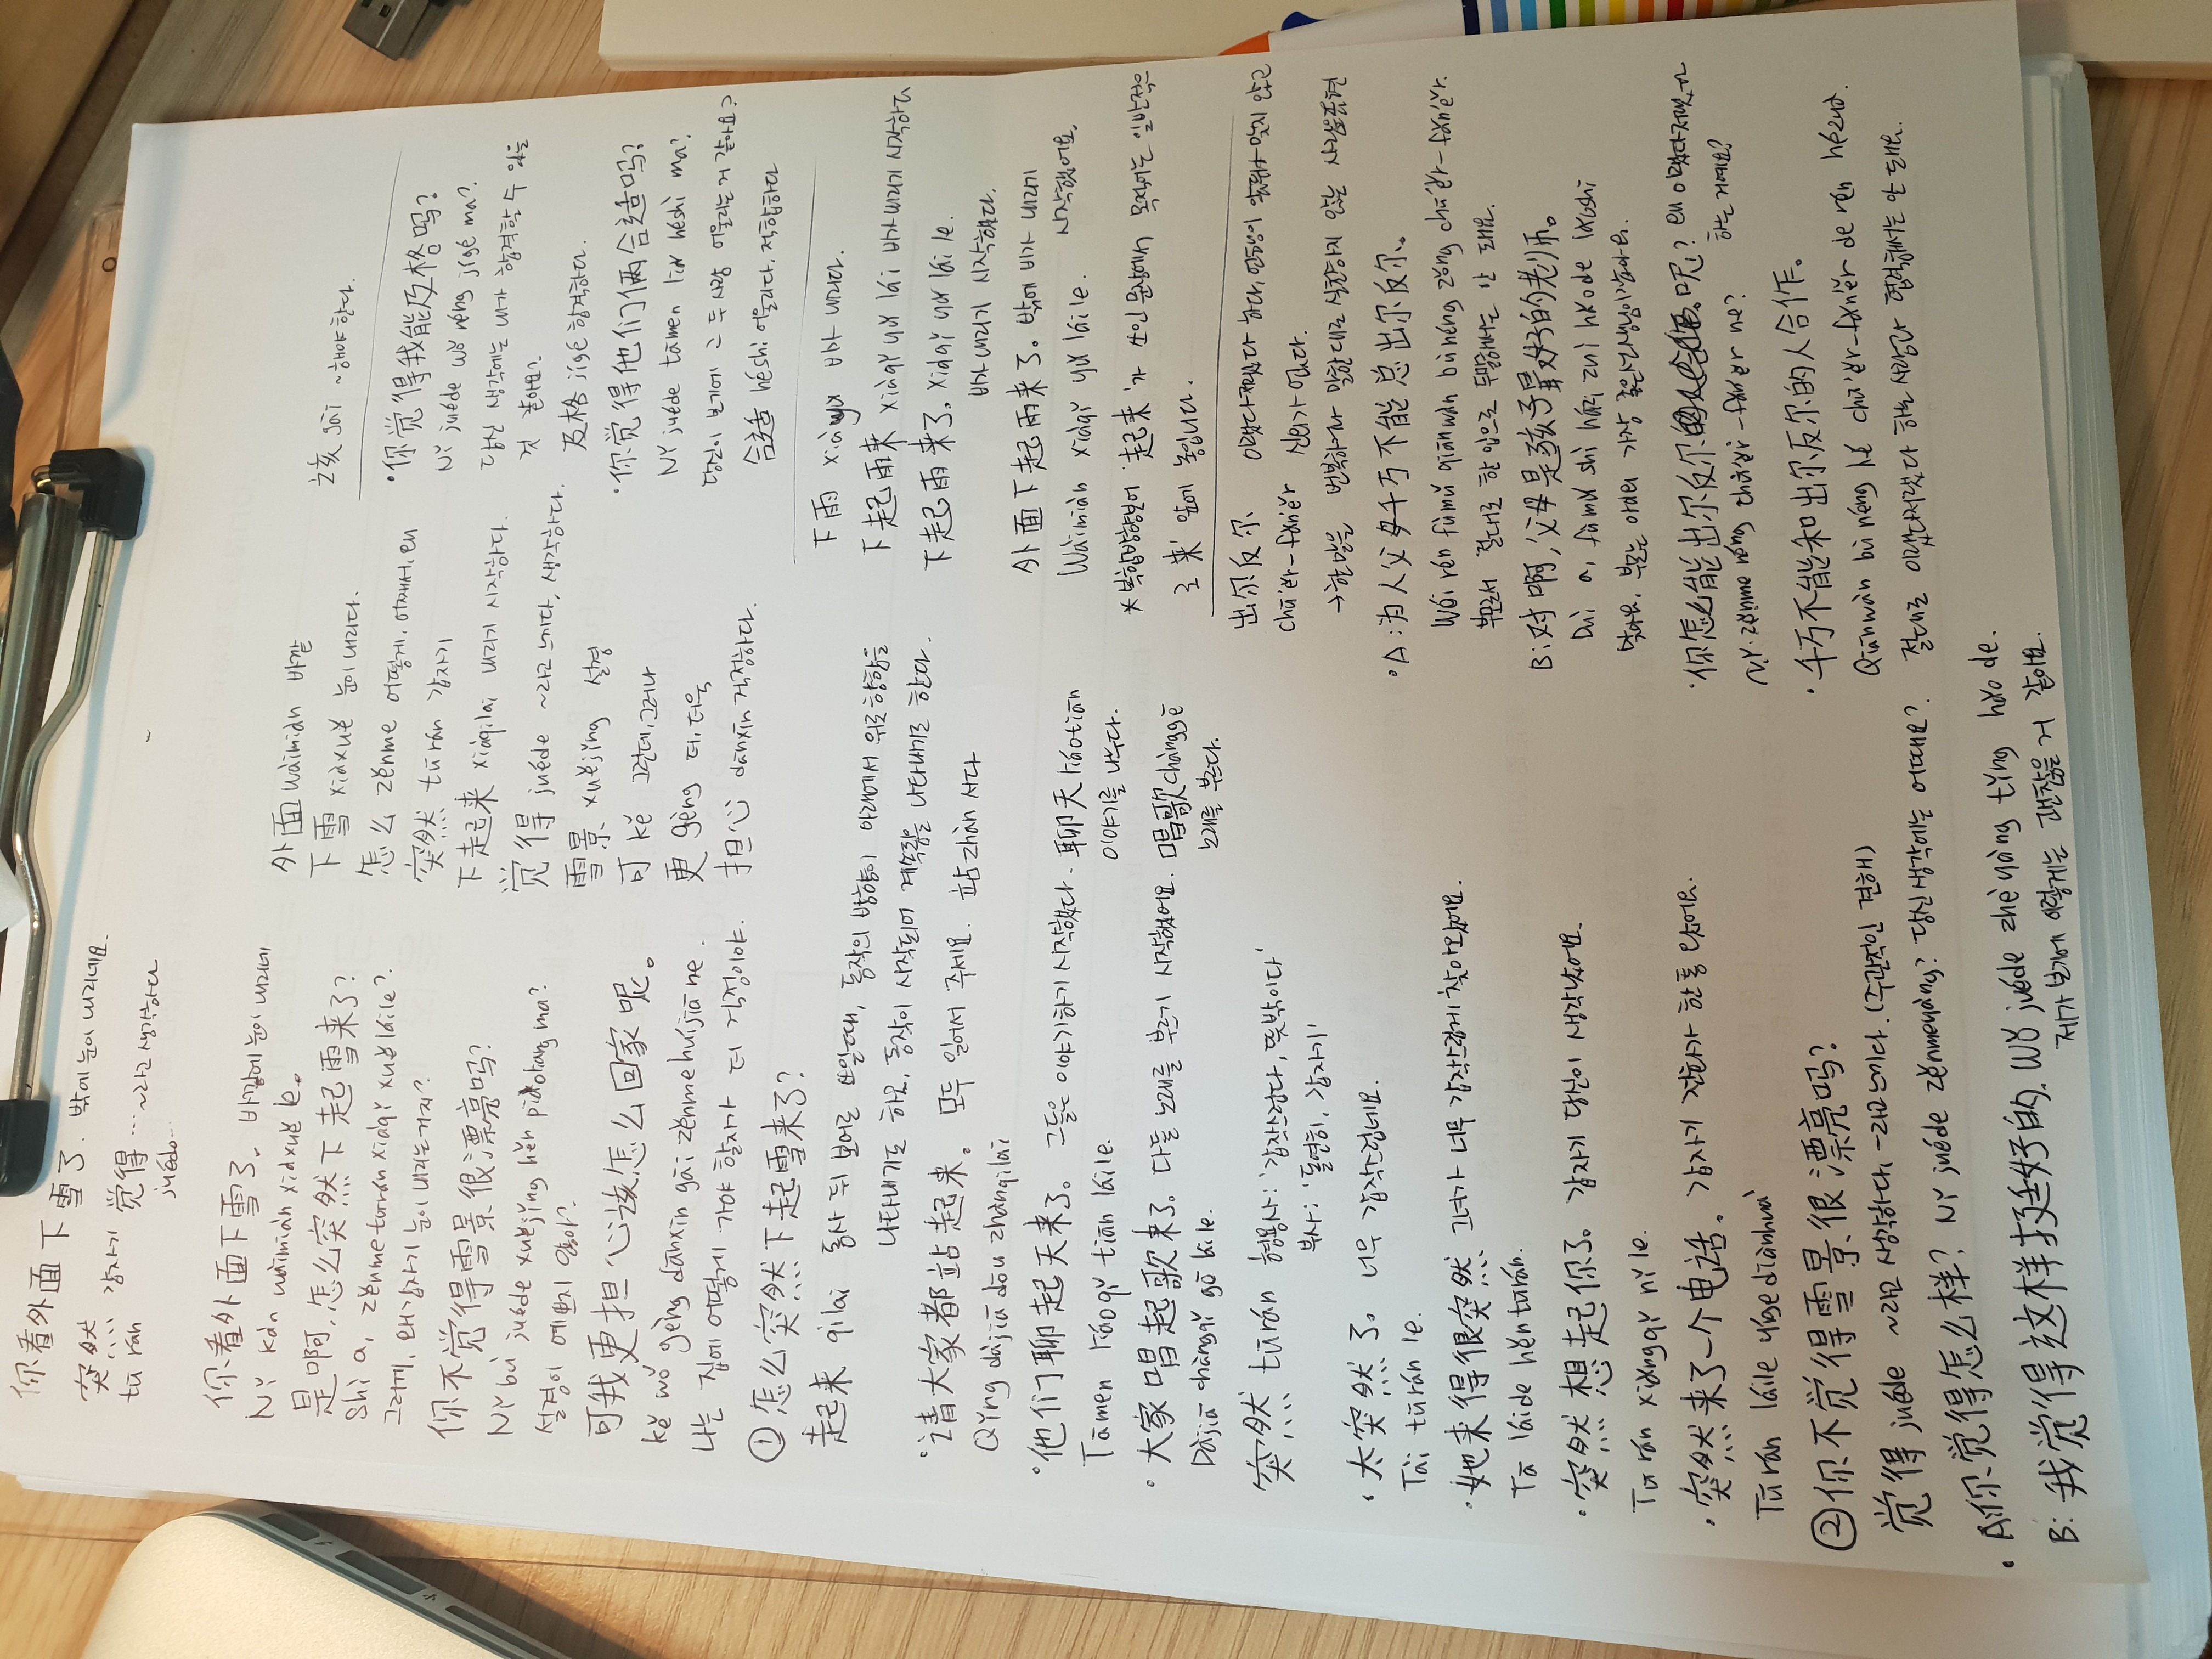 你看外面下雪了. 밖에 눈이 내리네요.
突然 갑자기 觉得… ~라고 생각하다
tū rán juéde…
你看外面下雪了。 바깥에 눈이 내리네
Nǐ kàn wàimiàn xiàxuě le。
是啊,怎么突然下起雪来了?
Shì a, zěnme tūrán xiàqǐ xuě láile?
그러게, 왜 갑자기 눈이 내리는거지?
你不觉得雪景很漂亮吗?
Nǐ bù juéde xuějǐng hěn piàoliang ma?
설경이 예쁘지 않아?
可我更担心该怎么回家呢。
kě wǒ gèng dānxīn gāi zěnme huíjiā ne.
나는 집에 어떻게 가야 할지가 더 걱정이야.
① 怎么突然下起雪来了?
起来 qilai 동사 뒤 보어로 쓰일때, 동작의 방향이 아래에서 위로 향함을
나타내기도 하고, 동작이 시작되어 계속됨을 나타내기도 한다.
·请大家都站起来。 모두 일어서 주세요. 站 zhàn 서다
Qǐng dàjiā dōu zhànqilai
·他们聊起天来了。 그들은 이야기하기 시작했다. 聊天 liáotiān
Tāmen liáoqǐ tiān láile. 이야기를 나누다.
·大家唱起歌来了。 다들 노래를 부르기 시작했어요. 唱歌 chànggē
Dàjiā chàngqǐ gē láile. 노래를 부르다.
突然 tūrán 형용사: '갑작스럽다, 뜻밖이다'
부사: '돌연히, 갑자기'
·太突然了。 너무 갑작스럽네요.
Tài tūrán le.
·她来得很突然 그녀가 너무 갑작스럽게 찾아왔어요.
Tā láide hěn tūrán.
·突然想起你了。 갑자기 당신이 생각났어요.
Tū rán xiǎngqǐ nǐ le.
·突然来了一个电话。 갑자기 전화가 한 통 왔어요.
Tū rán láile yíge diànhuà
② 你不觉得雪景很漂亮吗?
觉得 juéde ~라고 생각하다, ~라고 느끼다. (주관적인 견해)
·A:你觉得怎么样? Nǐ juéde zěnmeyàng? 당신 생각에는 어때요?
B: 我觉得这样挺好的. Wǒ juéde zhèyàng tǐng hǎo de.
제가 보기에 이렇게는 괜찮은 거 같아요.
外面 wàimiàn 바깥
下雪 xiàxuě 눈이 내리다.
怎么 zěnme 어떻게, 어째서, 왜
突然 tūrán 갑자기
下起来 xiàqilai 내리기 시작하다.
觉得 juéde ~라고 느끼다, 생각하다.
雪景 xuějǐng 설경
可 kě 그런데, 그러나
更 gèng 더, 더욱
担心 dānxīn 걱정하다.
该 gāi ~해야 한다.
·你觉得我能及格吗?
Nǐ juéde wǒ néng jígé ma?
당신 생각에는 내가 합격할 수 있을
것 같아요?
及格 jígé 합격하다.
·你觉得他们俩合适吗?
Nǐ juéde tāmen liǎ héshì ma?
당신이 보기에 그 두 사람 어울리는 거 같아요?
合适 héshì 어울리다, 적합하다
下雨 xiàyǔ 비가 내리다.
下起雨来 xiàqǐ yǔ lái 비가 내리기 시작하다
下起雨来了。 xiàqǐ yǔ lái le.
비가 내리기 시작했다.
外面下起雨来了。 밖에 비가 내리기
Wàimiàn xiàqǐ yǔ láile. 시작했어요.
*복합방향보어 '起来'가 쓰인 문장에서 목적어는 일반적으
로 '来' 앞에 놓입니다.
出尔反尔 이랬다저랬다 하다, 언행이 앞뒤가 맞지 않고
chū'ěr-fǎn'ěr 신뢰가 없다.
→한 말을 번복하거나 말한대로 실천하지 않는 사람을 표현
·A:为人父母千万不能总出尔反尔。
Wéi rén fùmǔ qiānwàn bù néng zǒng chū'ěr-fǎn'ěr.
부모로서 절대로 한 입으로 두말해서는 안 돼요.
B:对啊,父母是孩子最好的老师。
Duì a, fùmǔ shì házi zuì hǎode lǎoshī
맞아요, 부모는 아이의 가장 좋은 선생님이잖아요.
·你怎么能出尔反尔呢? 왜 이랬다저랬다
Nǐ zěnme néng chū'ěr-fǎn'ěr ne? 하는 거예요?
·千万不能和出尔反尔的人合作。
Qiānwàn bù néng hé chū'ěr-fǎn'ěr de rén hézuò.
절대로 이랬다저랬다 하는 사람과 협력해서는 안 돼요.